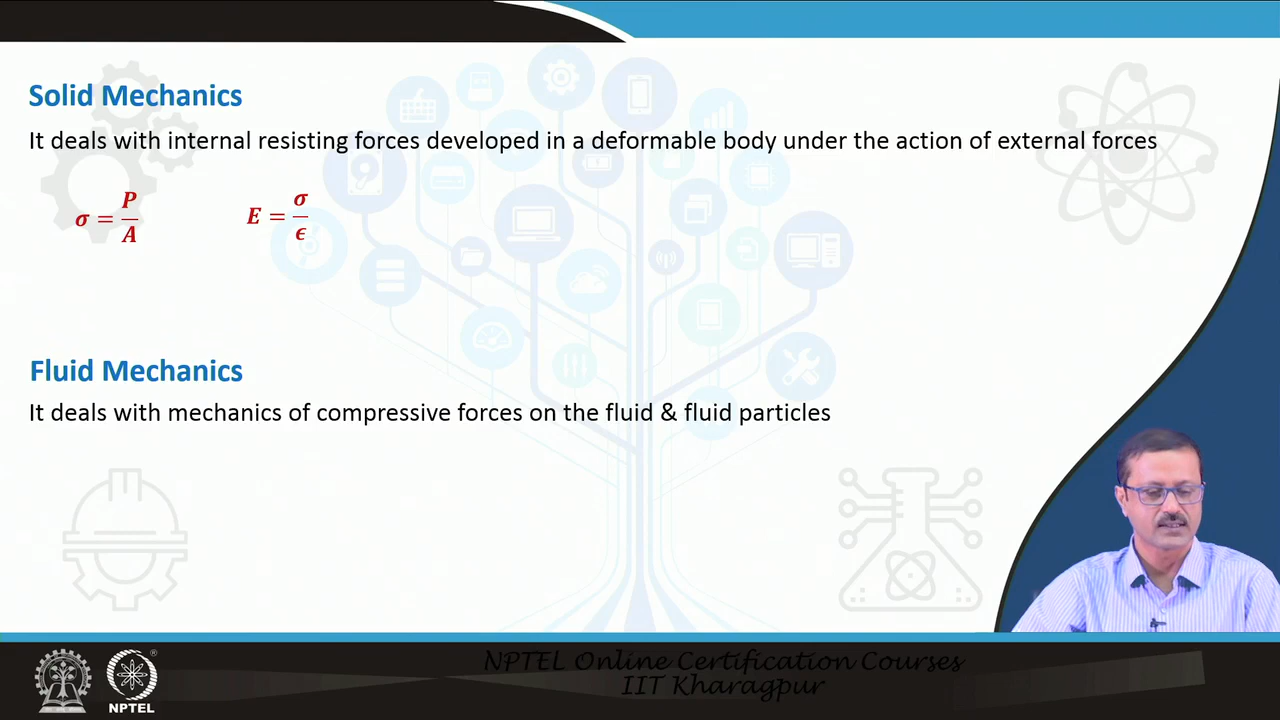 Solid Mechanics
It deals with internal resisting forces developed in a deformable body under the action of external forces
σ = P/A E = σ/ϵ
Fluid Mechanics
It deals with mechanics of compressive forces on the fluid & fluid particles
NPTEL Online Certification Courses
IIT Kharagpur
®
NPTEL